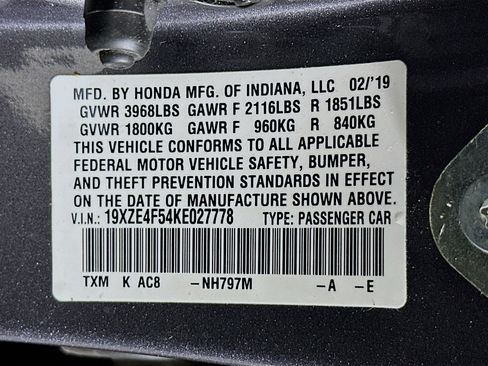 MFD. BY HONDA MFG. OF INDIANA, LLC 02/'19
GVWR 3968LBS GAWR F 2116LBS R 1851LBS
GVWR 1800KG GAWR F 960KG R 840KG
THIS VEHICLE CONFORMS TO ALL APPLICABLE
FEDERAL MOTOR VEHICLE SAFETY, BUMPER,
AND THEFT PREVENTION STANDARDS IN EFFECT
ON THE DATE OF MANUFACTURE SHOWN ABOVE.
V.I.N.: 19XZE4F54KE027778 TYPE: PASSENGER CAR
TXM K AC8 -NH797M -A -E